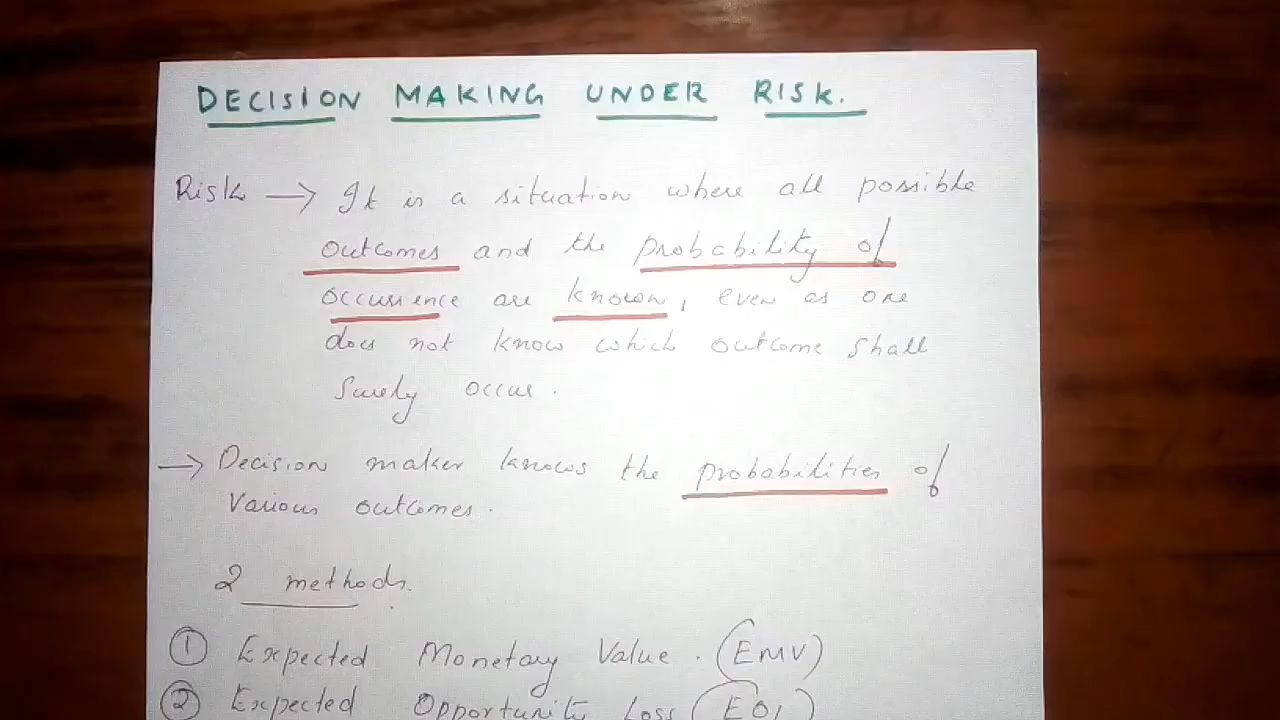 DECISION MAKING UNDER RISK.
Risk → It is a situation where all possible
outcomes and the probability of
occurrence are known, even as one
does not know which outcome shall
surely occur.
→ Decision maker knows the probabilities of
various outcomes.
2 methods.
① Expected Monetary Value. (EMV)
② Expected Opportunity Loss (EOL